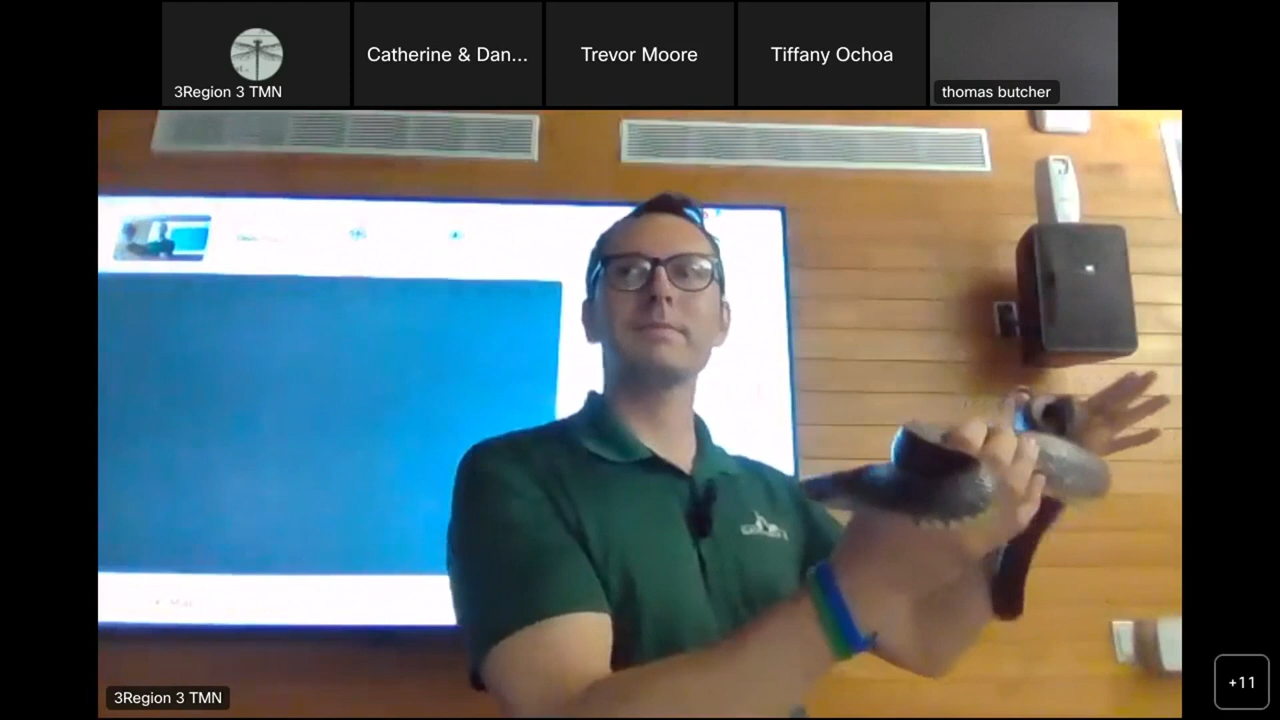 3Region 3 TMN
Catherine & Dan...
Trevor Moore
Tiffany Ochoa
thomas butcher
3Region 3 TMN
+11